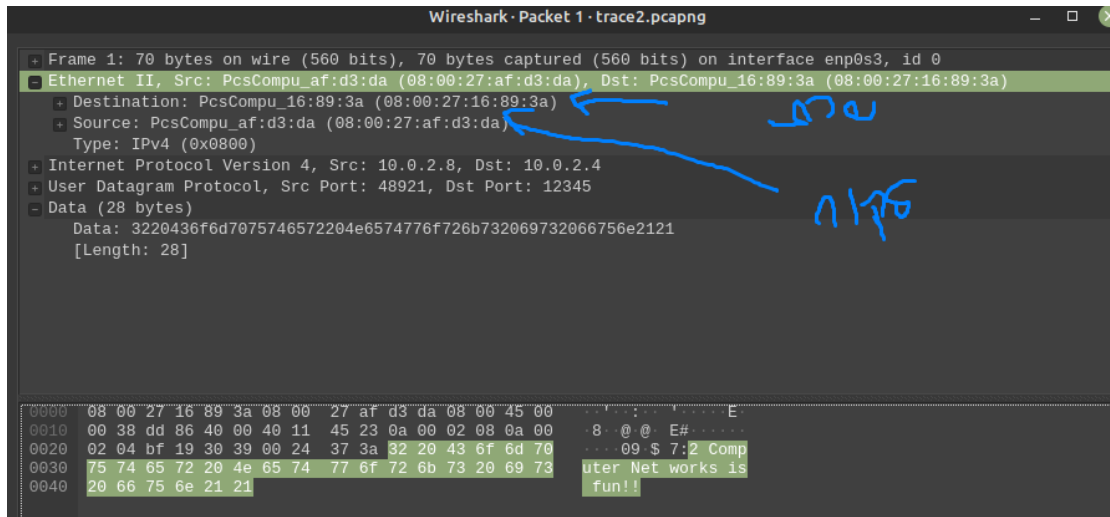 Wireshark · Packet 1 · trace2.pcapng
Frame 1: 70 bytes on wire (560 bits), 70 bytes captured (560 bits) on interface enp0s3, id 0
Ethernet II, Src: PcsCompu_af:d3:da (08:00:27:af:d3:da), Dst: PcsCompu_16:89:3a (08:00:27:16:89:3a)
Destination: PcsCompu_16:89:3a (08:00:27:16:89:3a)
שרת
Source: PcsCompu_af:d3:da (08:00:27:af:d3:da)
Type: IPv4 (0x0800)
Internet Protocol Version 4, Src: 10.0.2.8, Dst: 10.0.2.4
User Datagram Protocol, Src Port: 48921, Dst Port: 12345
לקוח
Data (28 bytes)
Data: 3220436f6d7075746572204e6574776f726b732069732066756e2121
[Length: 28]
0000 08 00 27 16 89 3a 08 00 27 af d3 da 08 00 45 00 ··'··:·· '·····E·
0010 00 38 dd 86 40 00 40 11 45 23 0a 00 02 08 0a 00 ·8··@·@· E#······
0020 02 04 bf 19 30 39 00 24 37 3a 32 20 43 6f 6d 70 ····09·$ 7:2 Comp
0030 75 74 65 72 20 4e 65 74 77 6f 72 6b 73 20 69 73 uter Net works is
0040 20 66 75 6e 21 21 fun!!